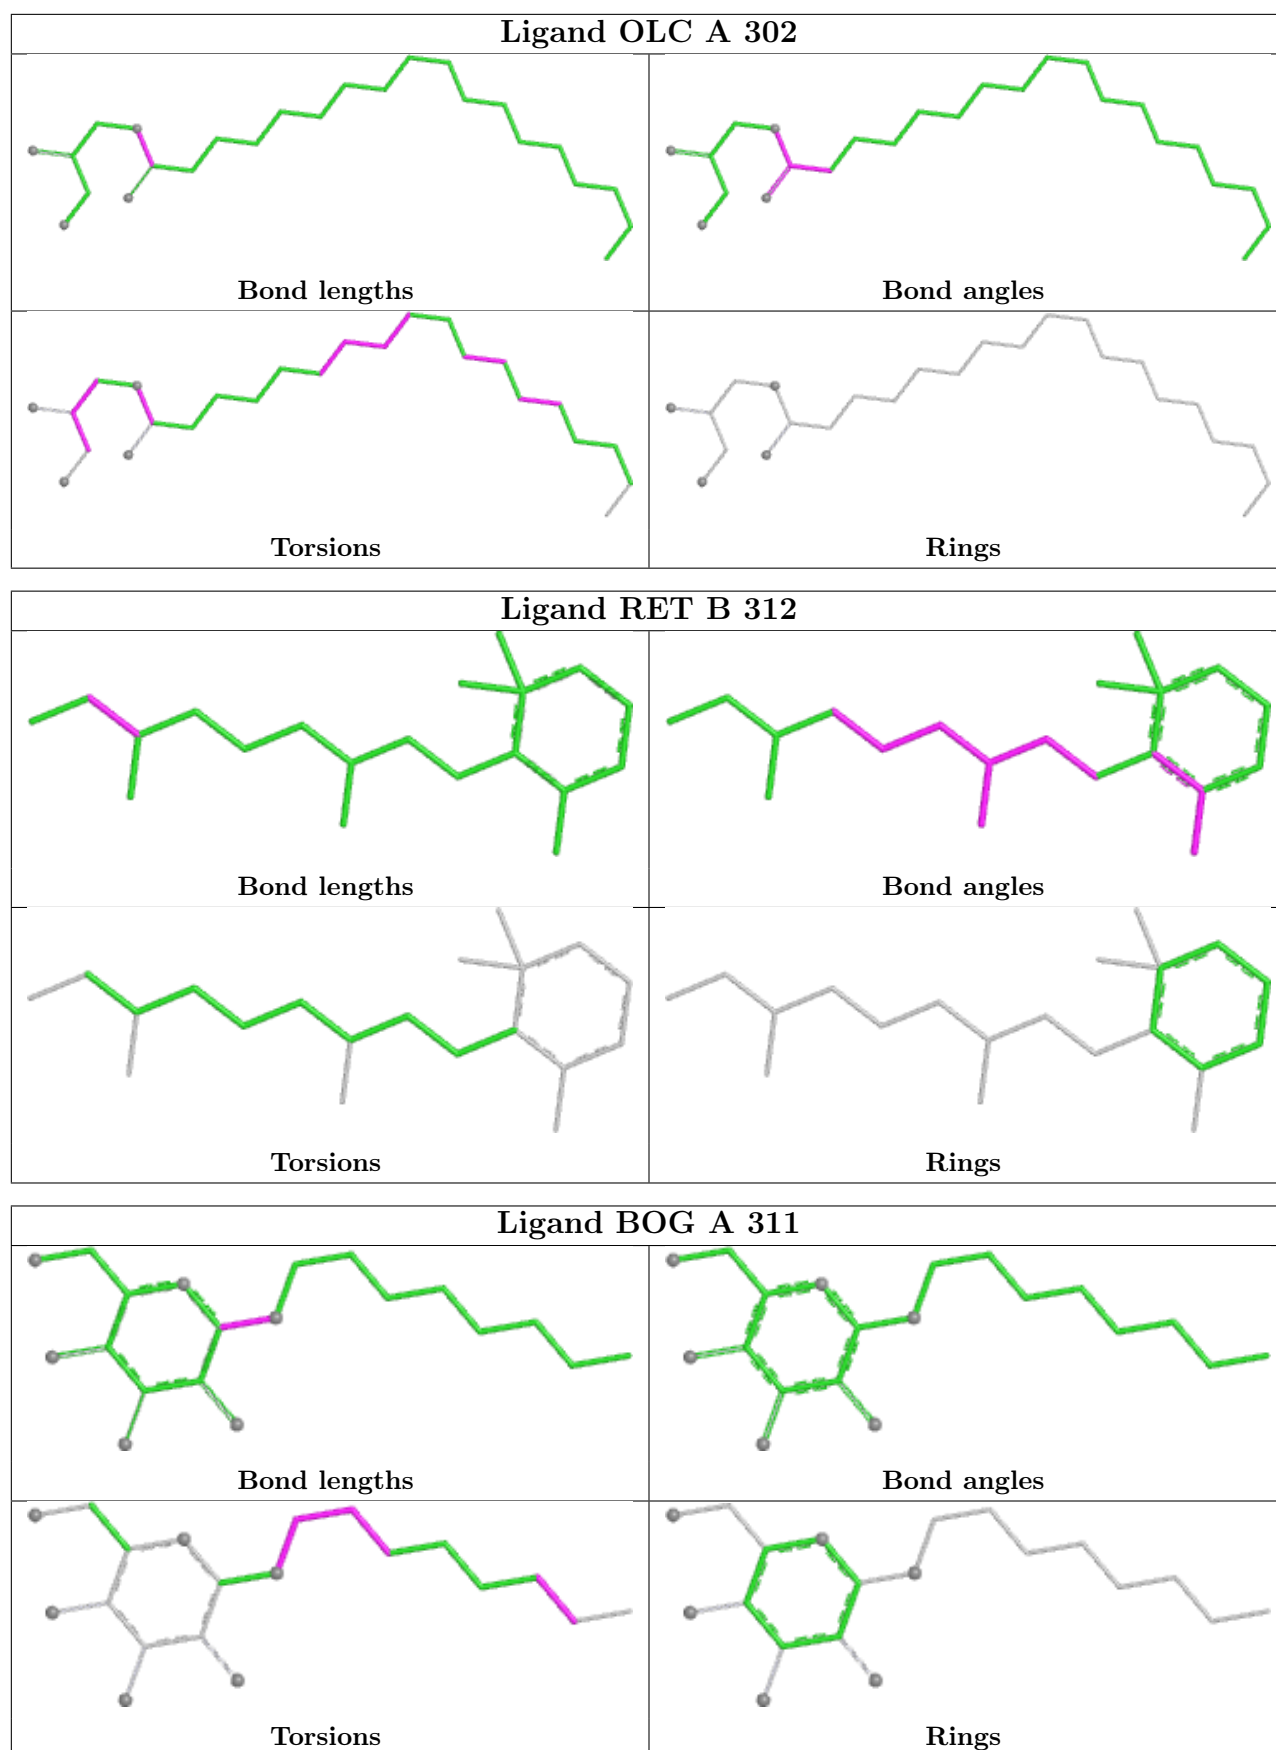 Ligand OLC A 302
Bond lengths
Bond angles
Torsions
Rings
Ligand RET B 312
Bond lengths
Bond angles
Torsions
Rings
Ligand BOG A 311
Bond lengths
Bond angles
Torsions
Rings